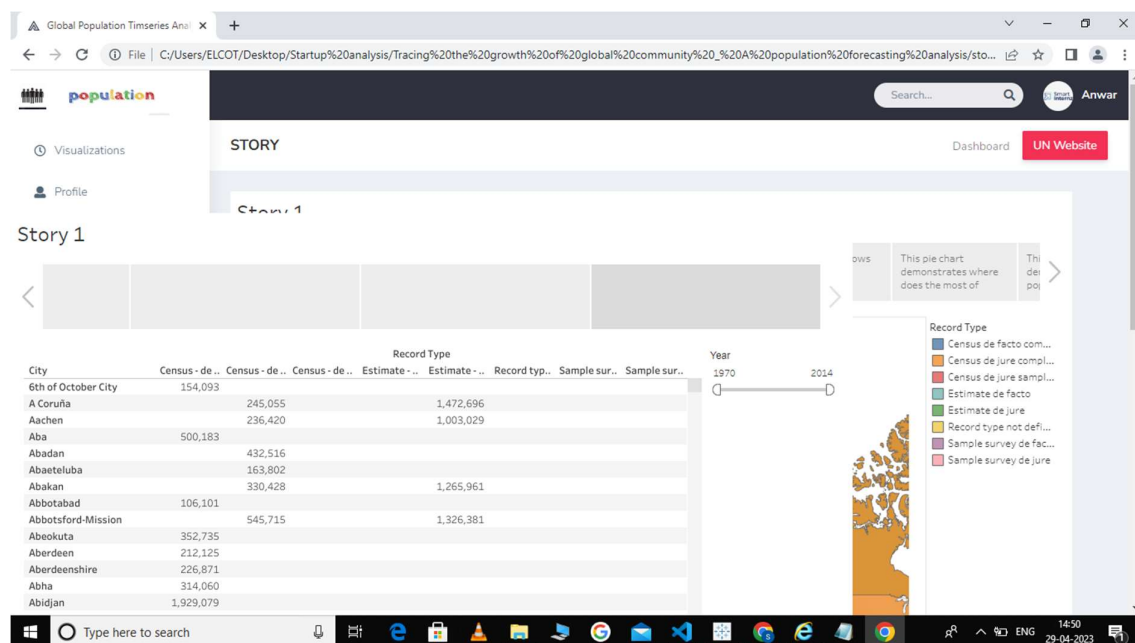 Global Population Timseries Anal
File | C:/Users/ELCOT/Desktop/Startup%20analysis/Tracing%20the%20growth%20of%20global%20community%20_%20A%20population%20forecasting%20analysis/sto...
population
Search...
Anwar
Visualizations
STORY
Dashboard
UN Website
Profile
Story 1
Story 1
ows
This pie chart
demonstrates where
does the most of
Thi
der
pop
Record Type
Year
Record Type
City Census - de .. Census - de .. Census - de .. Estimate - .. Estimate - .. Record typ.. Sample sur.. Sample sur..
1970 2014
6th of October City 154,093
A Coruña 245,055 1,472,696
Aachen 236,420 1,003,029
Aba 500,183
Abadan 432,516
Abaeteluba 163,802
Abakan 330,428 1,265,961
Abbotabad 106,101
Abbotsford-Mission 545,715 1,326,381
Abeokuta 352,735
Aberdeen 212,125
Aberdeenshire 226,871
Abha 314,060
Abidjan 1,929,079
Census de facto com...
Census de jure compl...
Census de jure sampl...
Estimate de facto
Estimate de jure
Record type not defi...
Sample survey de fac...
Sample survey de jure
Type here to search
ENG
14:50
29-04-2023